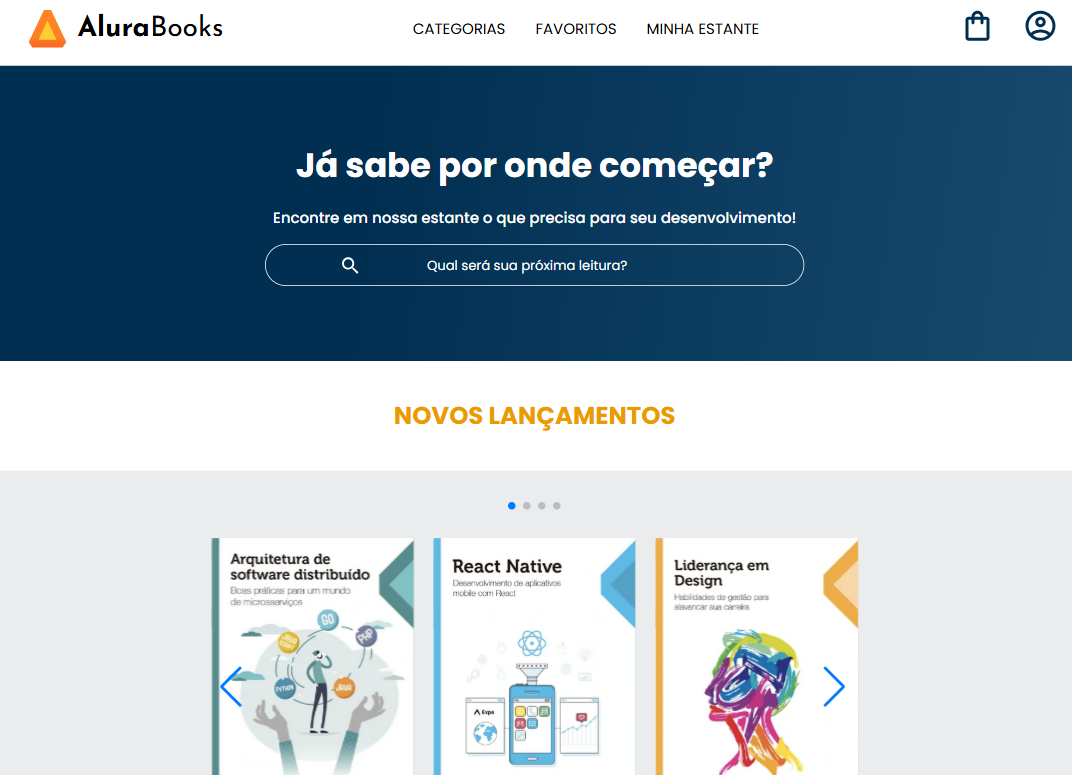 AluraBooks
CATEGORIAS
FAVORITOS
MINHA ESTANTE
Já sabe por onde começar?
Encontre em nossa estante o que precisa para seu desenvolvimento!
Qual será sua próxima leitura?
NOVOS LANÇAMENTOS
Arquitetura de
software distribuído
Boas práticas para um mundo
de microsserviços
GO
PHP
PYTHON
JAVA
React Native
Desenvolvimento de aplicativos
mobile com React
Expo
Liderança em
Design
Habilidades de gestão para
alavancar sua carreira